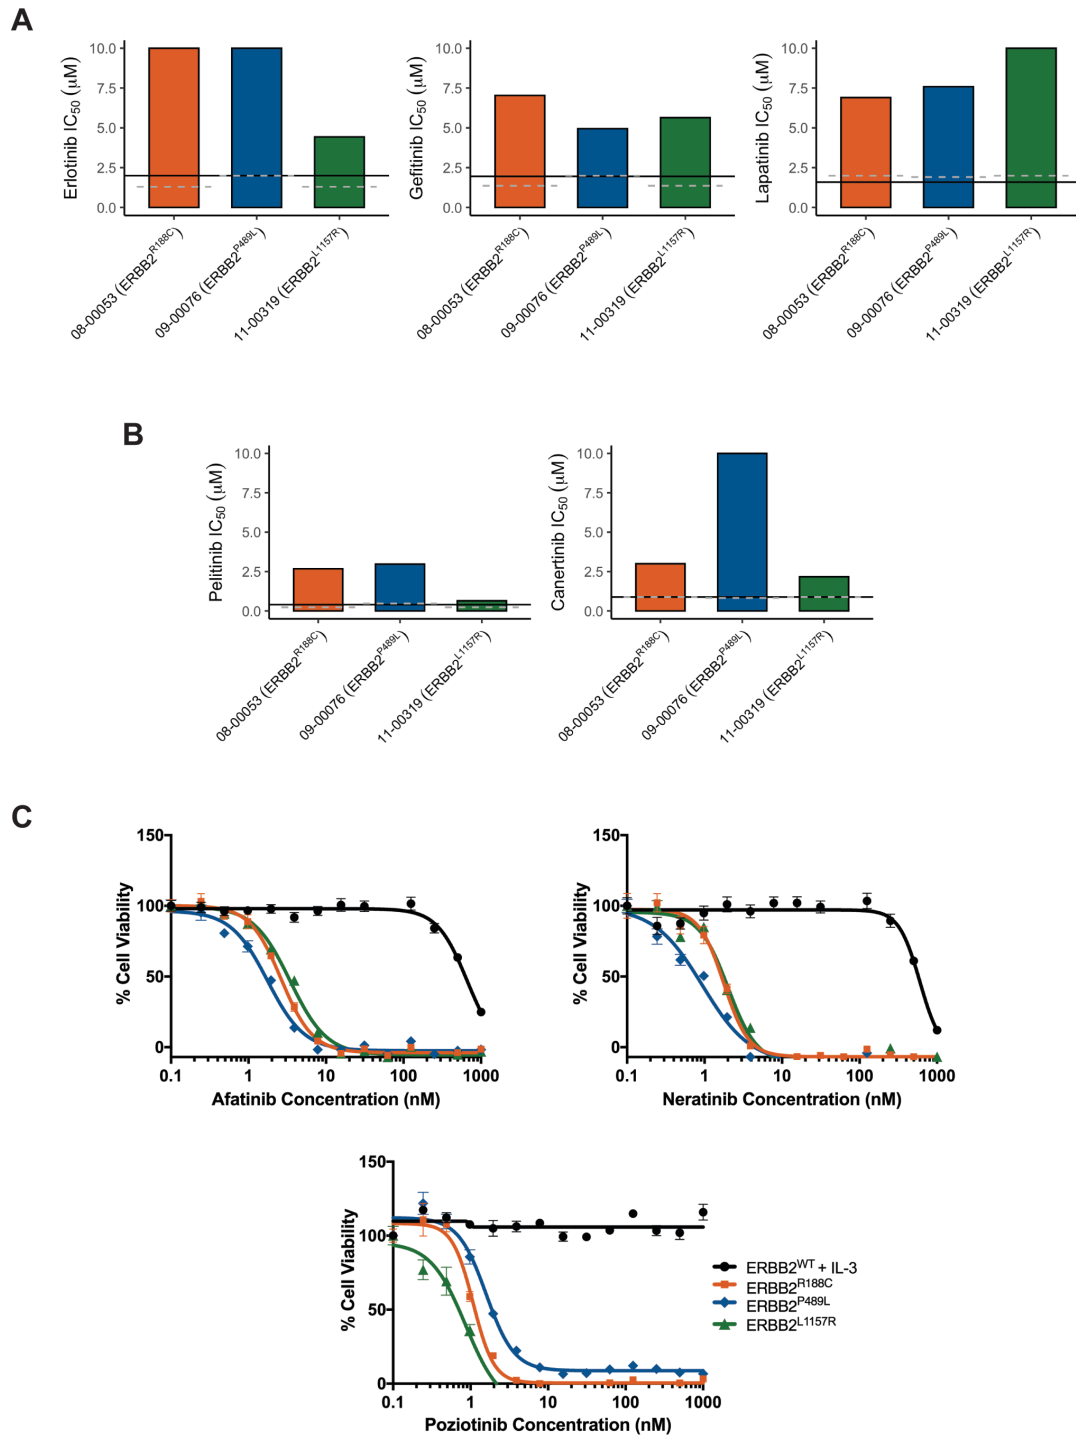 A
Erlotinib IC50 (μM)
10.0
7.5
5.0
2.5
0.0
08-00053 (ERBB2R188C)
09-00076 (ERBB2P489L)
11-00319 (ERBB2L1157R)
Gefitinib IC50 (μM)
10.0
7.5
5.0
2.5
0.0
08-00053 (ERBB2R188C)
09-00076 (ERBB2P489L)
11-00319 (ERBB2L1157R)
Lapatinib IC50 (μM)
10.0
7.5
5.0
2.5
0.0
08-00053 (ERBB2R188C)
09-00076 (ERBB2P489L)
11-00319 (ERBB2L1157R)
B
Pelitinib IC50 (μM)
10.0
7.5
5.0
2.5
0.0
08-00053 (ERBB2R188C)
09-00076 (ERBB2P489L)
11-00319 (ERBB2L1157R)
Canertinib IC50 (μM)
10.0
7.5
5.0
2.5
0.0
08-00053 (ERBB2R188C)
09-00076 (ERBB2P489L)
11-00319 (ERBB2L1157R)
C
% Cell Viability
150
100
50
0
0.1 1 10 100 1000
Afatinib Concentration (nM)
% Cell Viability
150
100
50
0
0.1 1 10 100 1000
Neratinib Concentration (nM)
% Cell Viability
150
100
50
0
0.1 1 10 100 1000
Poziotinib Concentration (nM)
ERBB2WT + IL-3
ERBB2R188C
ERBB2P489L
ERBB2L1157R